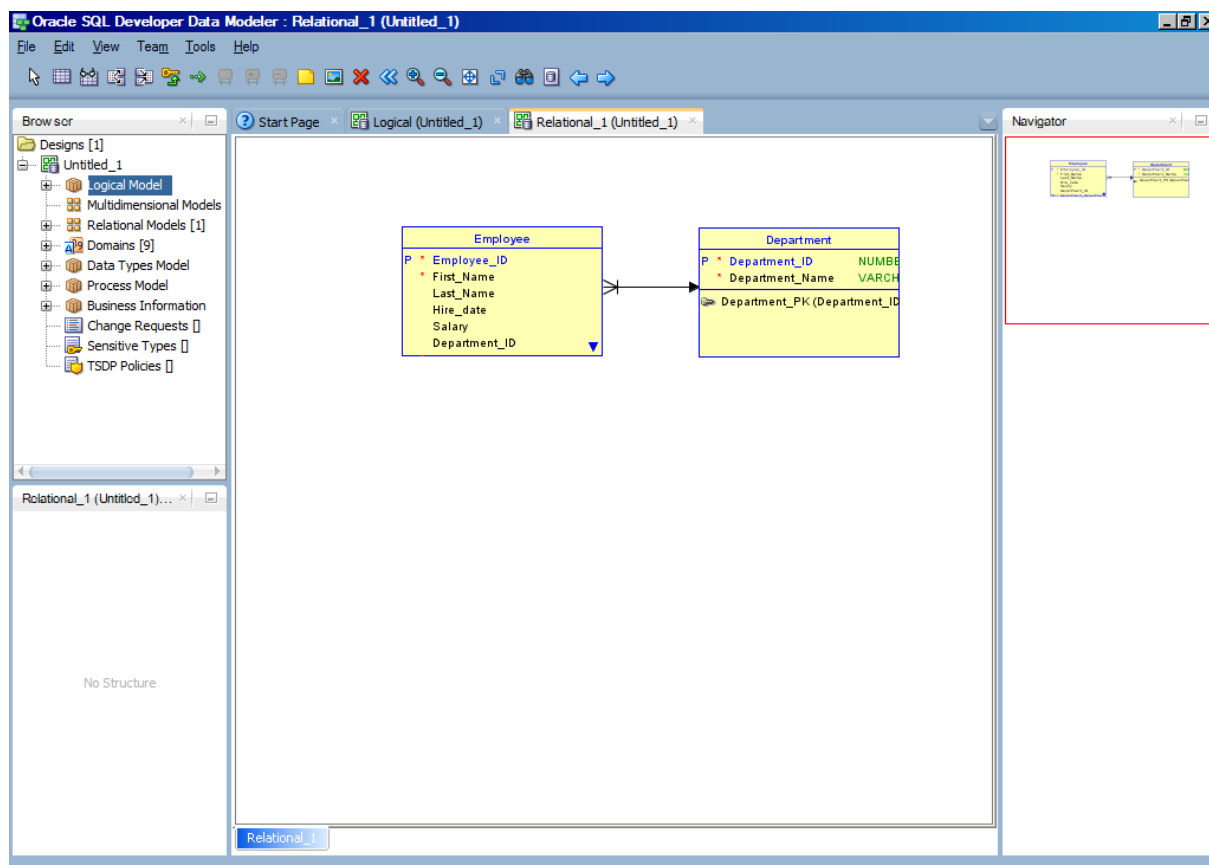 Oracle SQL Developer Data Modeler : Relational_1 (Untitled_1)
File Edit View Team Tools Help
Browser
Start Page
Logical (Untitled_1)
Relational_1 (Untitled_1)
Navigator
Designs [1]
Untitled_1
Logical Model
Multidimensional Models
Relational Models [1]
Domains [9]
Data Types Model
Process Model
Business Information
Change Requests []
Sensitive Types []
TSDP Policies []
Employee
P * Employee_ID
* First_Name
Last_Name
Hire_date
Salary
Department_ID
Department
P * Department_ID NUMBE
* Department_Name VARCH
Department_PK (Department_ID
Relational_1 (Untitled_1)...
No Structure
Relational_1